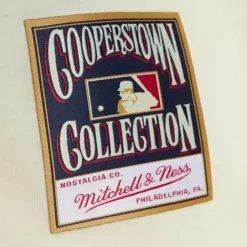 COOPERSTOWN
COLLECTION
NOSTALGIA CO.
Mitchell & Ness
PHILADELPHIA, PA.